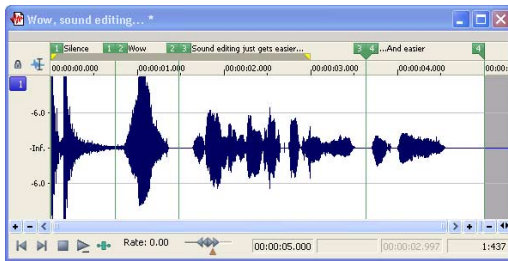 Wow, sound editing... *
1 Silence 1 2 Wow 2 3 Sound editing just gets easier... 3 4 ...And easier 4
00:00:00.000 00:00:01.000 00:00:02.000 00:00:03.000 00:00:04.000 00:00:
1
-6.0
-Inf.
-6.0
Rate: 0.00 00:00:05.000 00:00:02.997 1:437